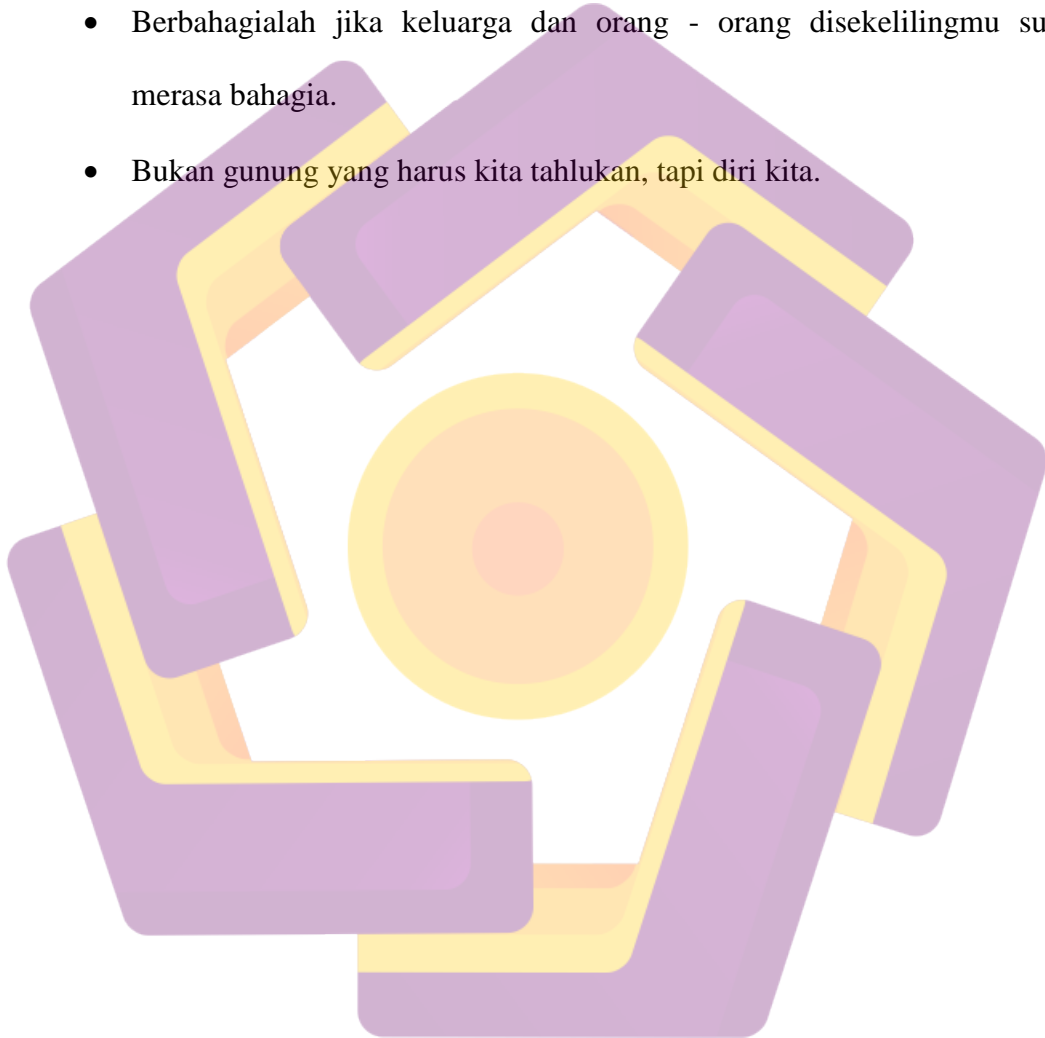 • Berbahagialah jika keluarga dan orang - orang disekelilingmu su
merasa bahagia.
• Bukan gunung yang harus kita tahlukan, tapi diri kita.